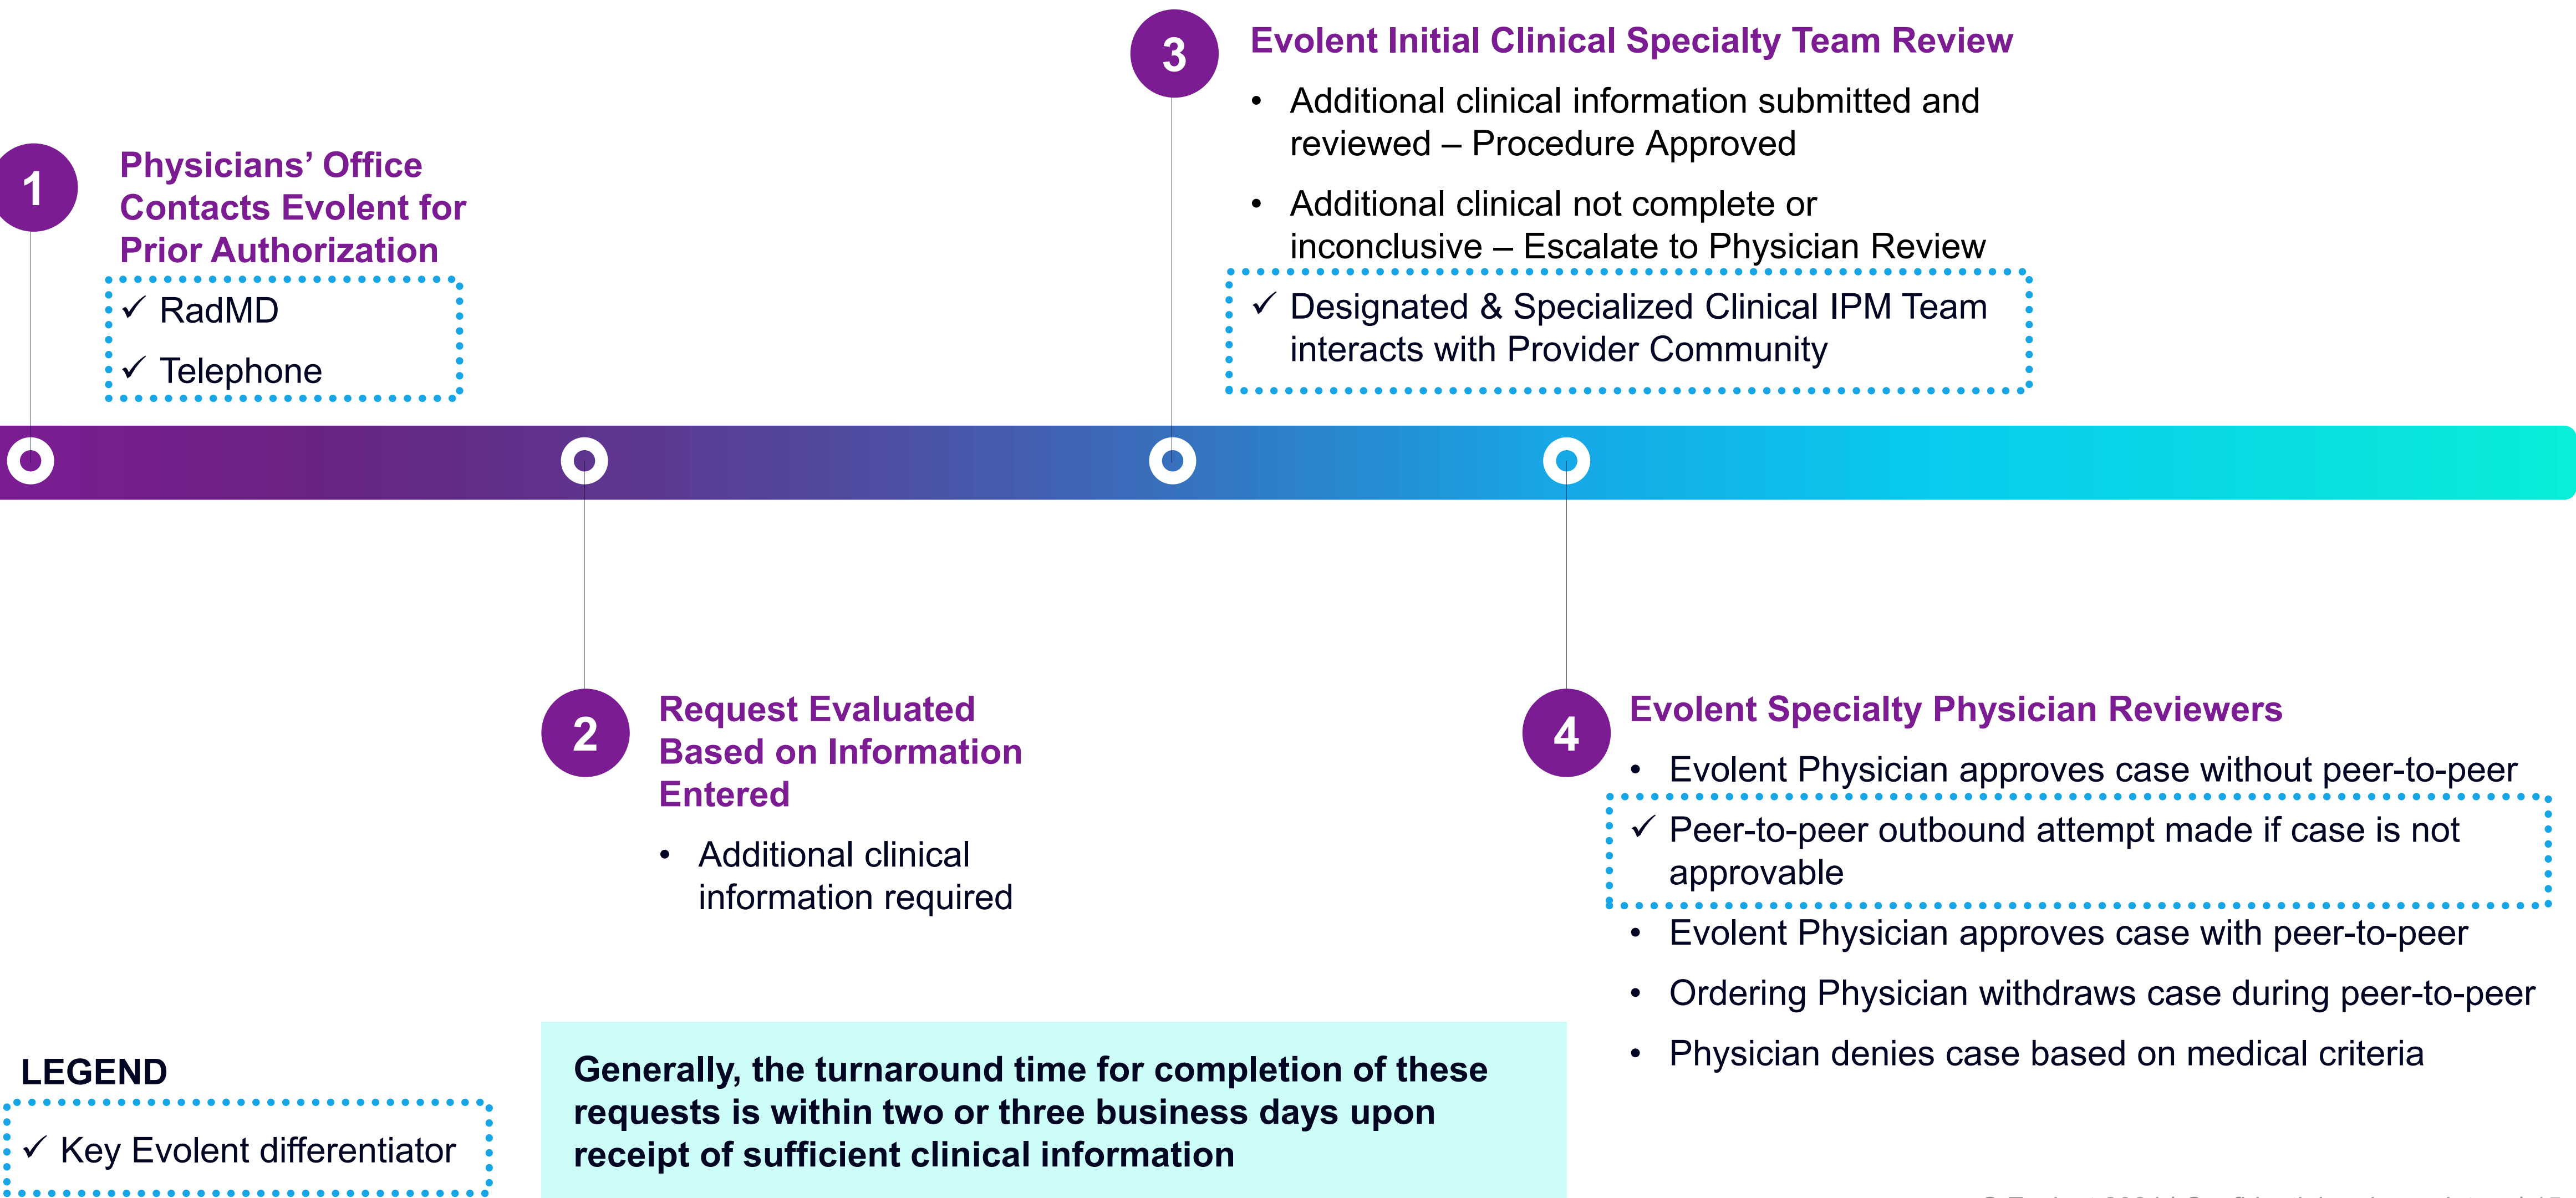 1
Physicians’ Office
Contacts Evolent for
Prior Authorization
✓ RadMD
✓ Telephone
3
Evolent Initial Clinical Specialty Team Review
• Additional clinical information submitted and
reviewed – Procedure Approved
• Additional clinical not complete or
inconclusive – Escalate to Physician Review
✓ Designated & Specialized Clinical IPM Team
interacts with Provider Community
2
Request Evaluated
Based on Information
Entered
• Additional clinical
information required
4
Evolent Specialty Physician Reviewers
• Evolent Physician approves case without peer-to-peer
✓ Peer-to-peer outbound attempt made if case is not
approvable
• Evolent Physician approves case with peer-to-peer
• Ordering Physician withdraws case during peer-to-peer
• Physician denies case based on medical criteria
LEGEND
✓ Key Evolent differentiator
Generally, the turnaround time for completion of these
requests is within two or three business days upon
receipt of sufficient clinical information